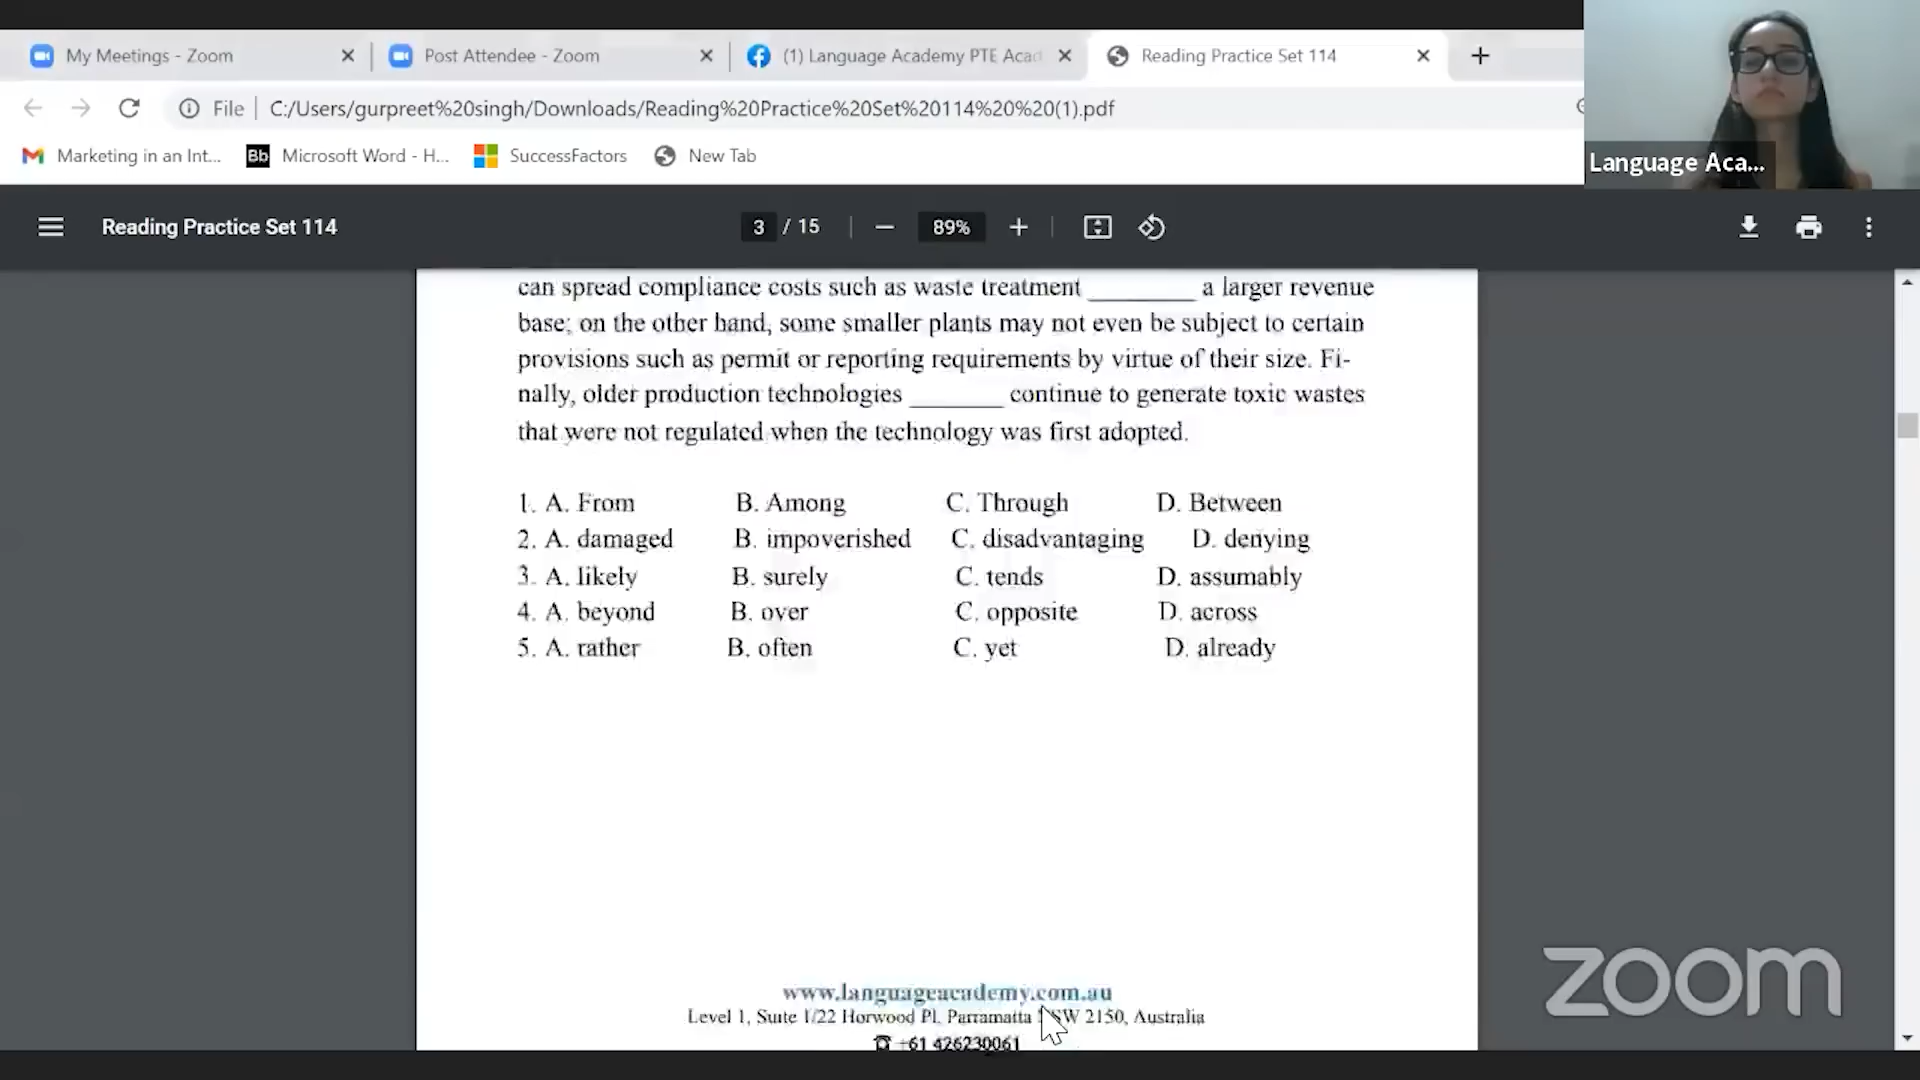 My Meetings - Zoom
Post Attendee - Zoom
(1) Language Academy PTE Acad
Reading Practice Set 114
File
C:/Users/gurpreet%20singh/Downloads/Reading%20Practice%20Set%20114%20%20(1).pdf
Marketing in an Int...
Bb
Microsoft Word - H...
SuccessFactors
New Tab
Language Aca...
Reading Practice Set 114
3 / 15
89%
can spread compliance costs such as waste treatment ________ a larger revenue
base; on the other hand, some smaller plants may not even be subject to certain
provisions such as permit or reporting requirements by virtue of their size. Fi-
nally, older production technologies _______ continue to generate toxic wastes
that were not regulated when the technology was first adopted.
1. A. From B. Among C. Through D. Between
2. A. damaged B. impoverished C. disadvantaging D. denying
3. A. likely B. surely C. tends D. assumably
4. A. beyond B. over C. opposite D. across
5. A. rather B. often C. yet D. already
www.languageacademy.com.au
Level 1, Suite 1/22 Horwood Pl, Parramatta NSW 2150, Australia
+61 426230061
zoom